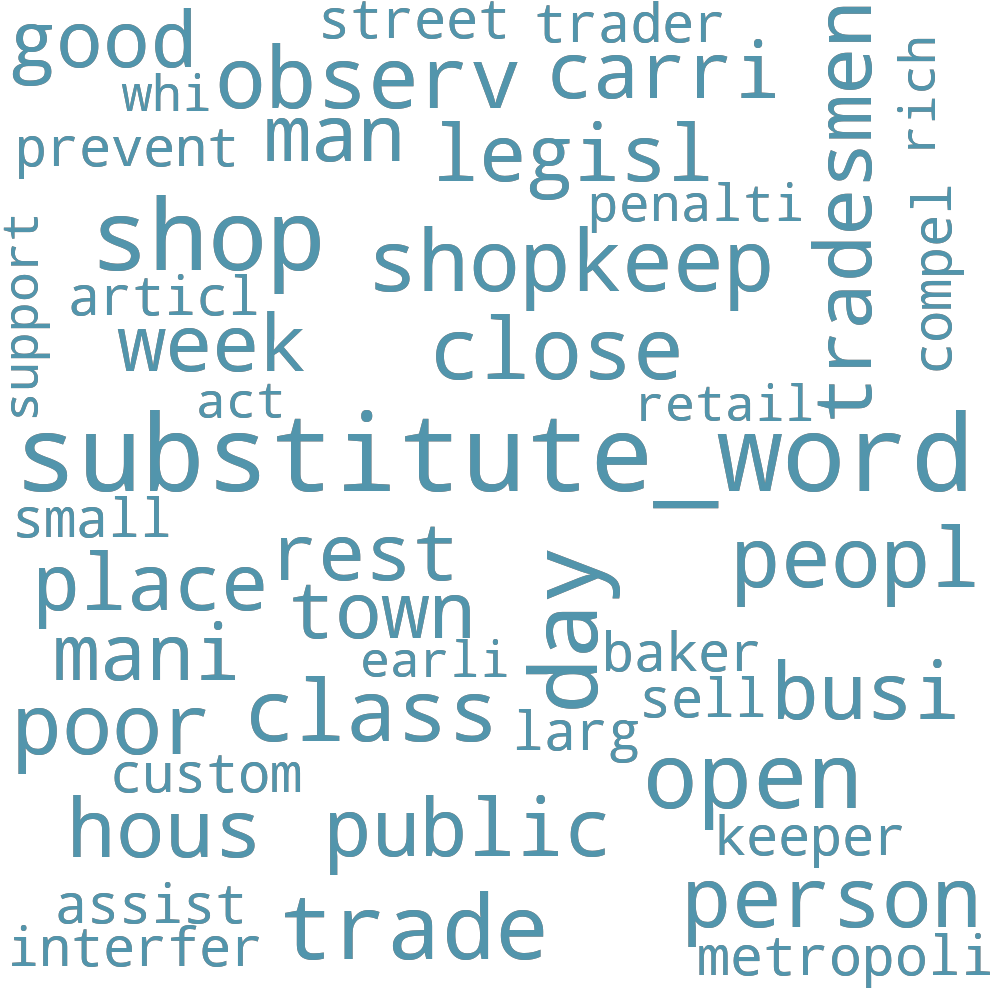 good
street
trader
whi
observ
carri
tradesmen
rich
prevent
man
legisl
penalti
shop
shopkeep
support
articl
compel
week
close
act
retail
substitute_word
small
rest
peopl
place
town
day
mani
earli
baker
poor
class
sell
busi
larg
custom
open
hous
public
keeper
assist
trade
person
interfer
metropoli